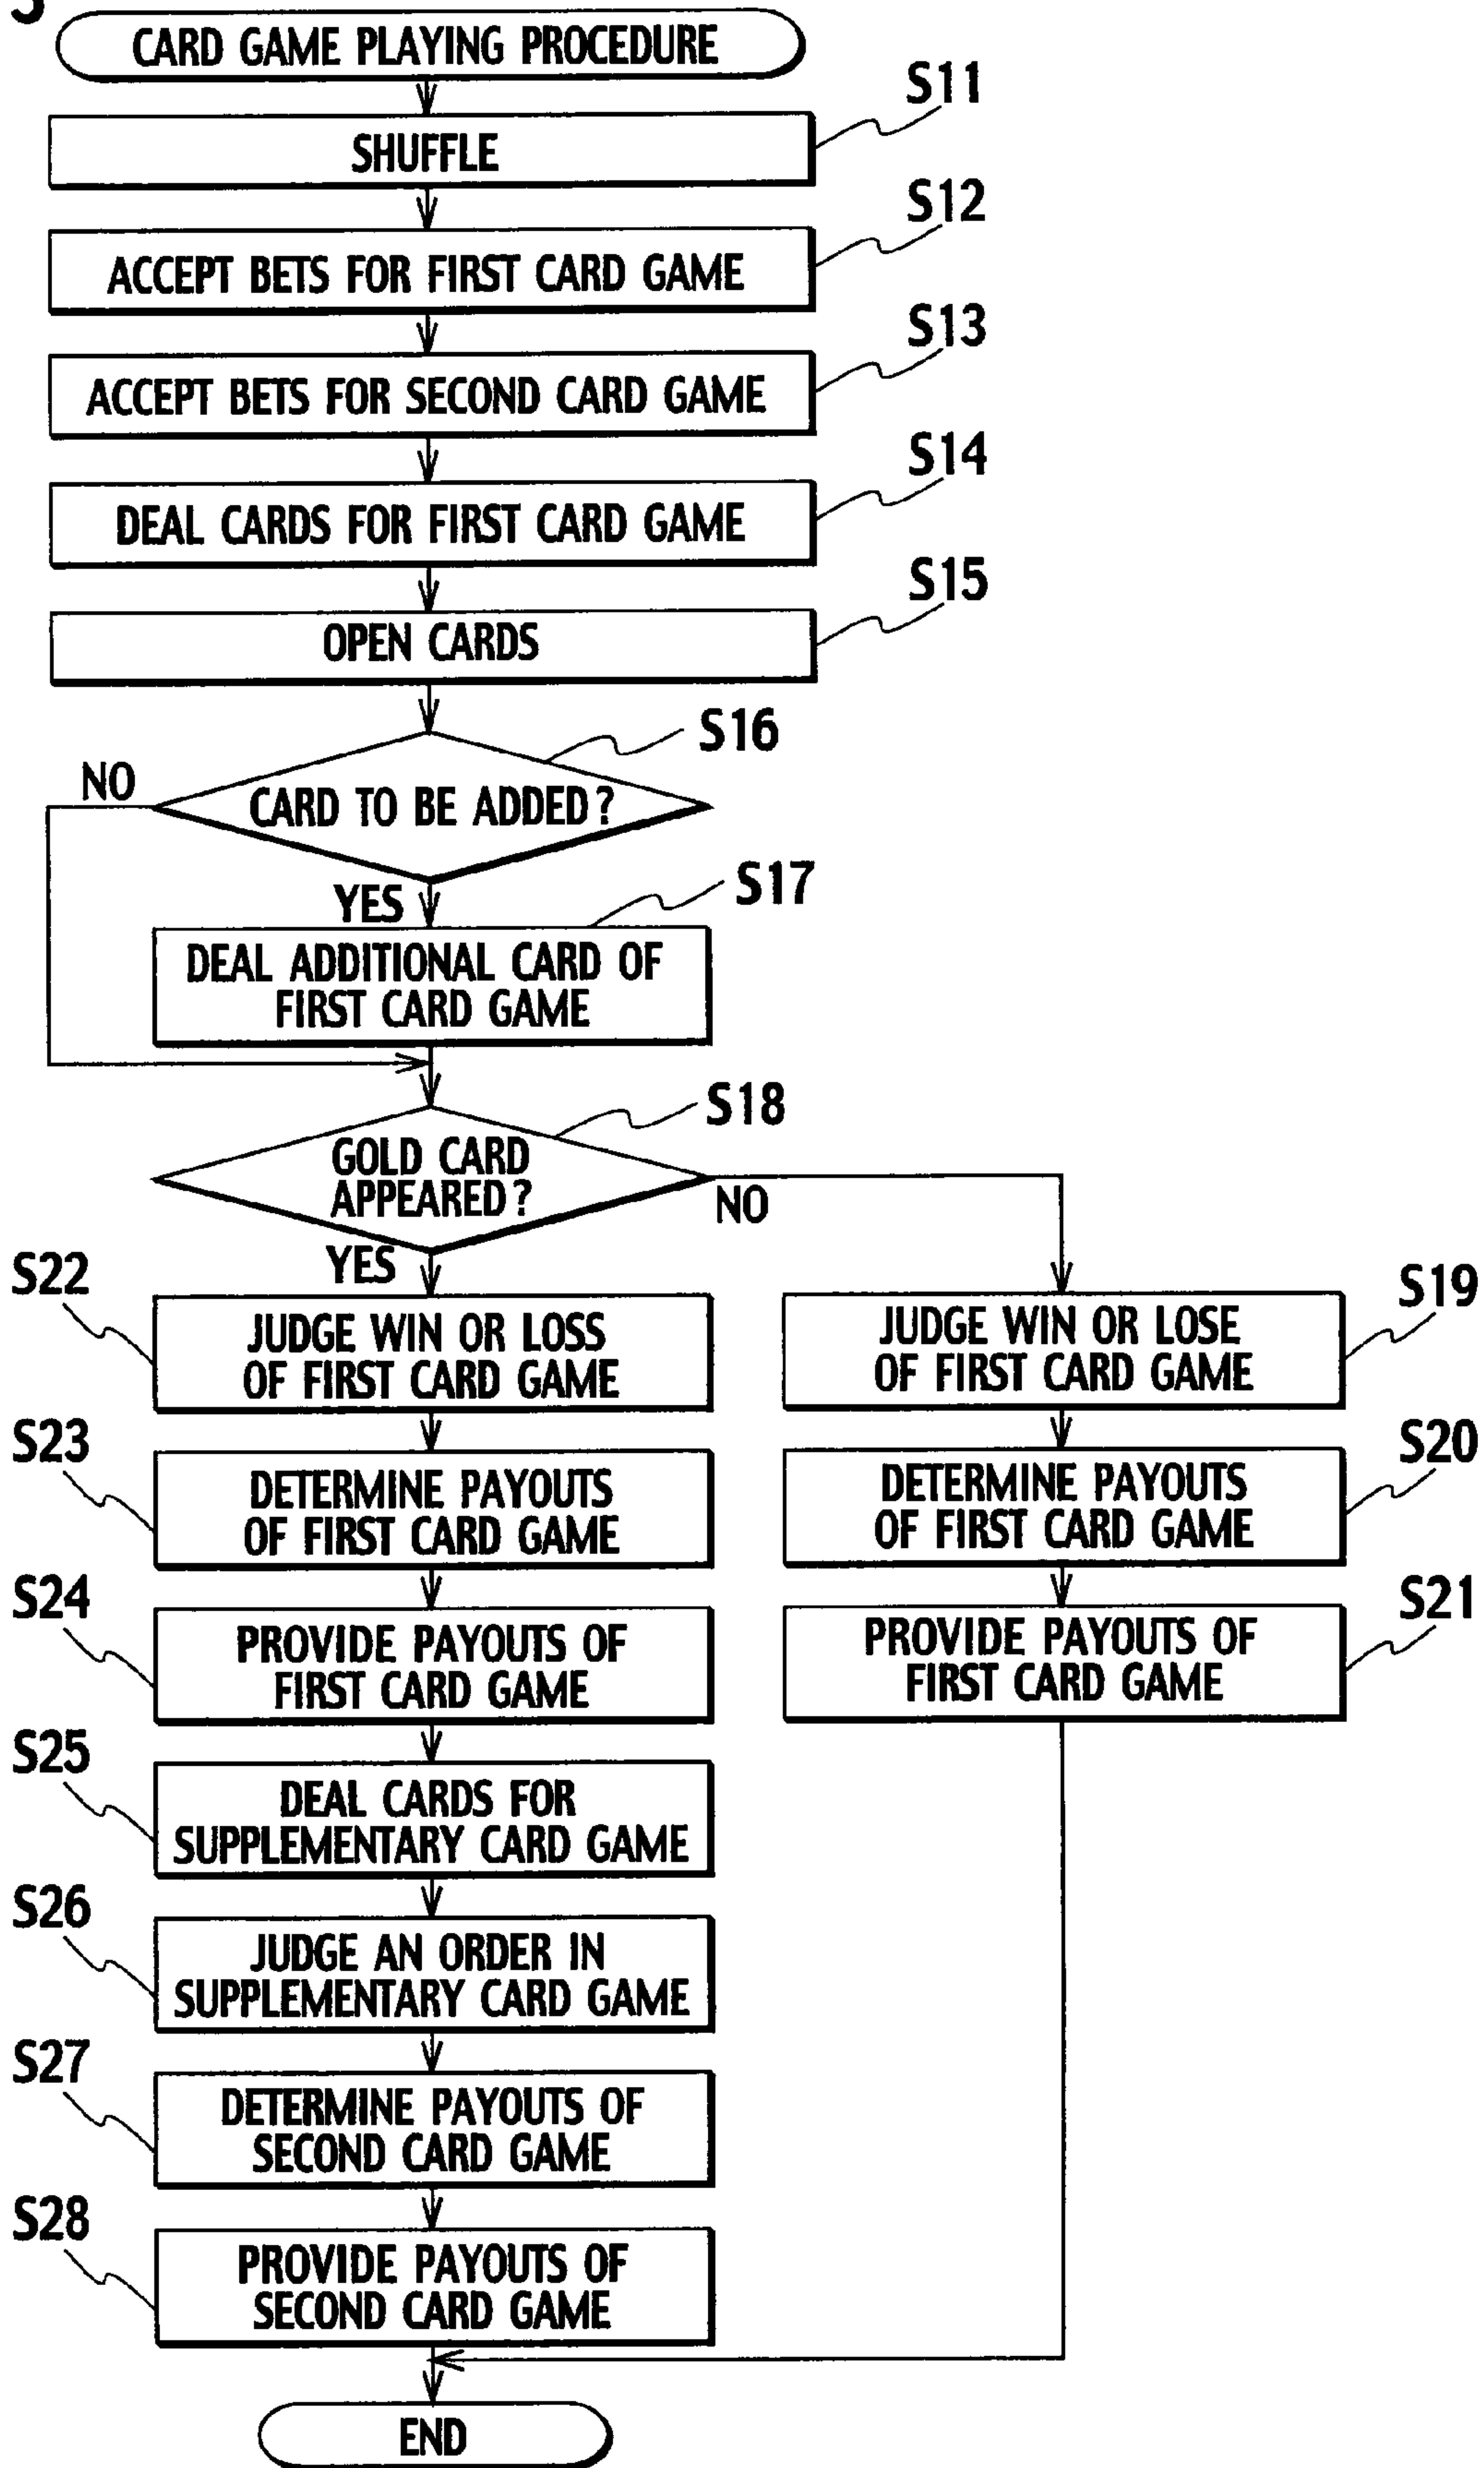 CARD GAME PLAYING PROCEDURE
S11
SHUFFLE
S12
ACCEPT BETS FOR FIRST CARD GAME
S13
ACCEPT BETS FOR SECOND CARD GAME
S14
DEAL CARDS FOR FIRST CARD GAME
S15
OPEN CARDS
S16
NO
CARD TO BE ADDED?
YES
S17
DEAL ADDITIONAL CARD OF
FIRST CARD GAME
S18
GOLD CARD
APPEARED?
NO
YES
S22
JUDGE WIN OR LOSS
OF FIRST CARD GAME
S19
JUDGE WIN OR LOSE
OF FIRST CARD GAME
S23
DETERMINE PAYOUTS
OF FIRST CARD GAME
S20
DETERMINE PAYOUTS
OF FIRST CARD GAME
S24
PROVIDE PAYOUTS OF
FIRST CARD GAME
S21
PROVIDE PAYOUTS OF
FIRST CARD GAME
S25
DEAL CARDS FOR
SUPPLEMENTARY CARD GAME
S26
JUDGE AN ORDER IN
SUPPLEMENTARY CARD GAME
S27
DETERMINE PAYOUTS OF
SECOND CARD GAME
S28
PROVIDE PAYOUTS OF
SECOND CARD GAME
END